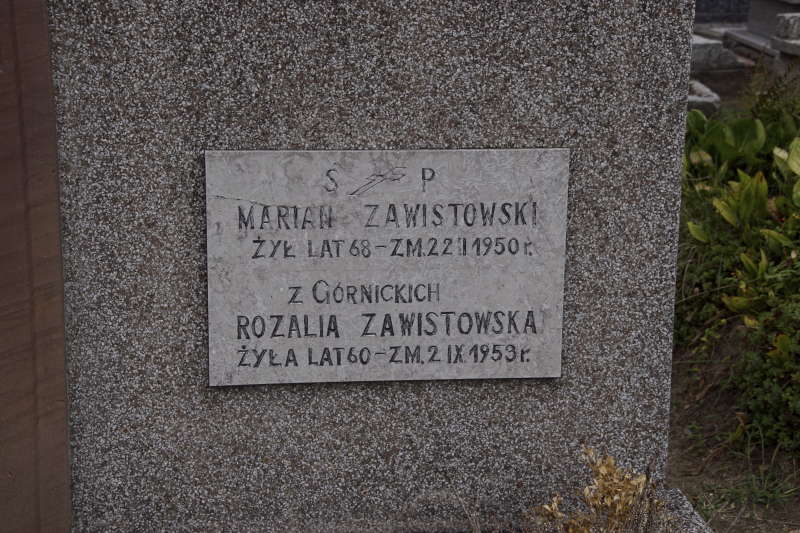 Ś P
MARIAN ZAWISTOWSKI
ŻYŁ LAT 68 – ZM. 22 II 1950 r.
Z GÓRNICKICH
ROZALIA ZAWISTOWSKA
ŻYŁA LAT 60 – ZM. 2 IX 1953 r.